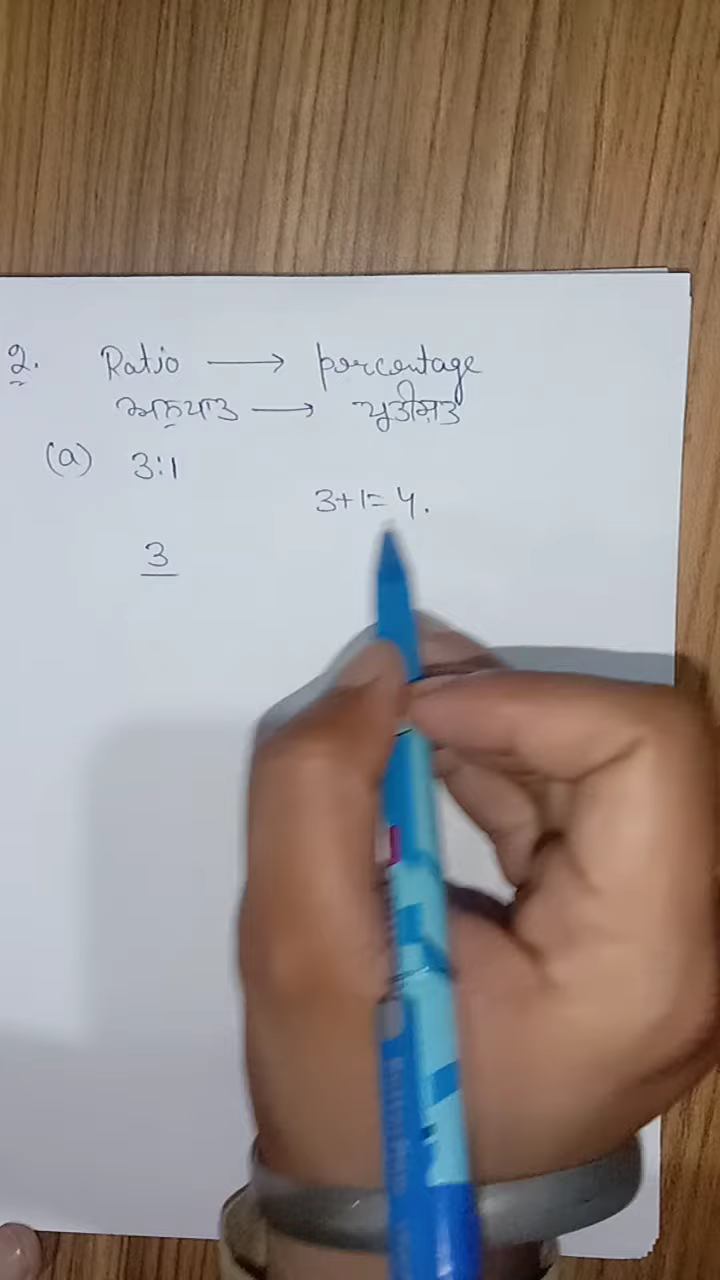 2. Ratio → percentage
ਅਨੁਪਾਤ → ਪ੍ਰਤੀਸ਼ਤ
(a) 3:1
3+1=4.
3